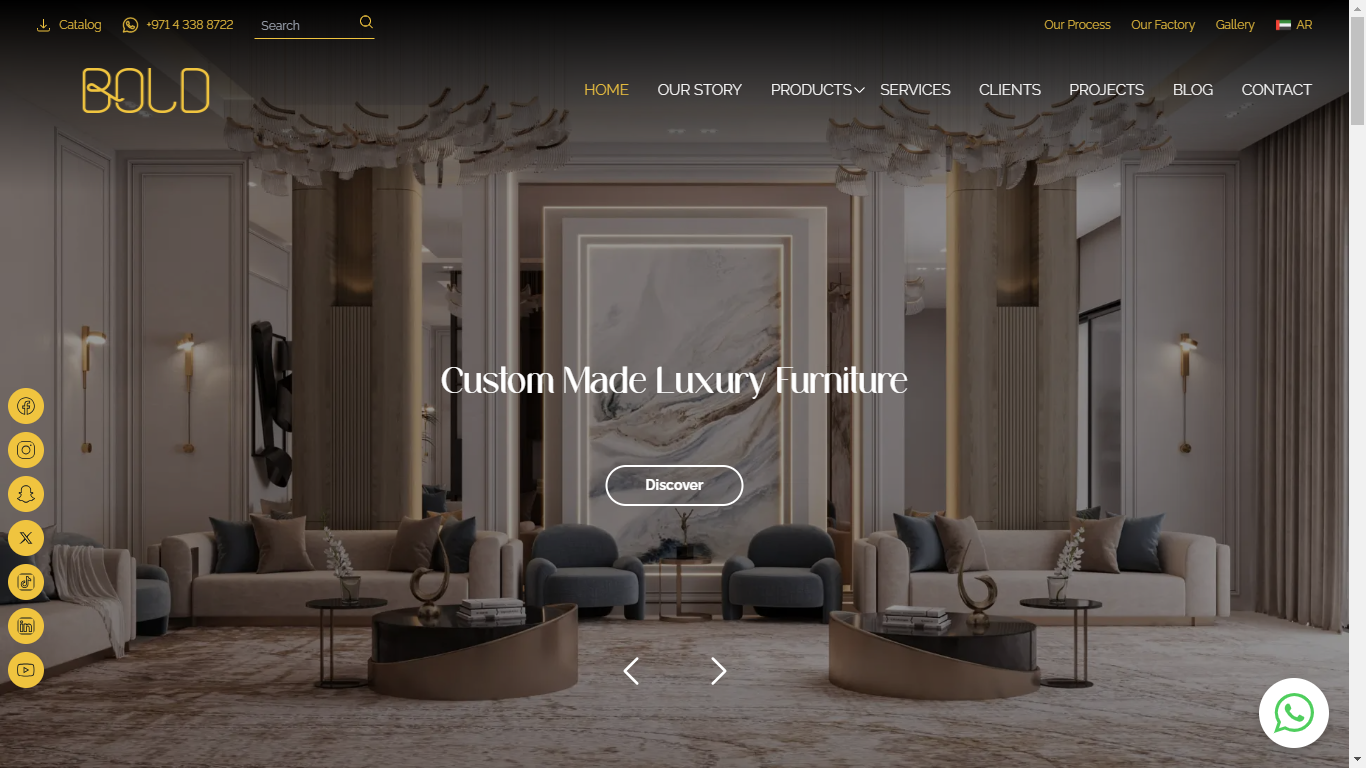 Catalog
+971 4 338 8722
Search
Our Process
Our Factory
Gallery
AR
BOLD
HOME
OUR STORY
PRODUCTS
SERVICES
CLIENTS
PROJECTS
BLOG
CONTACT
Custom Made Luxury Furniture
Discover